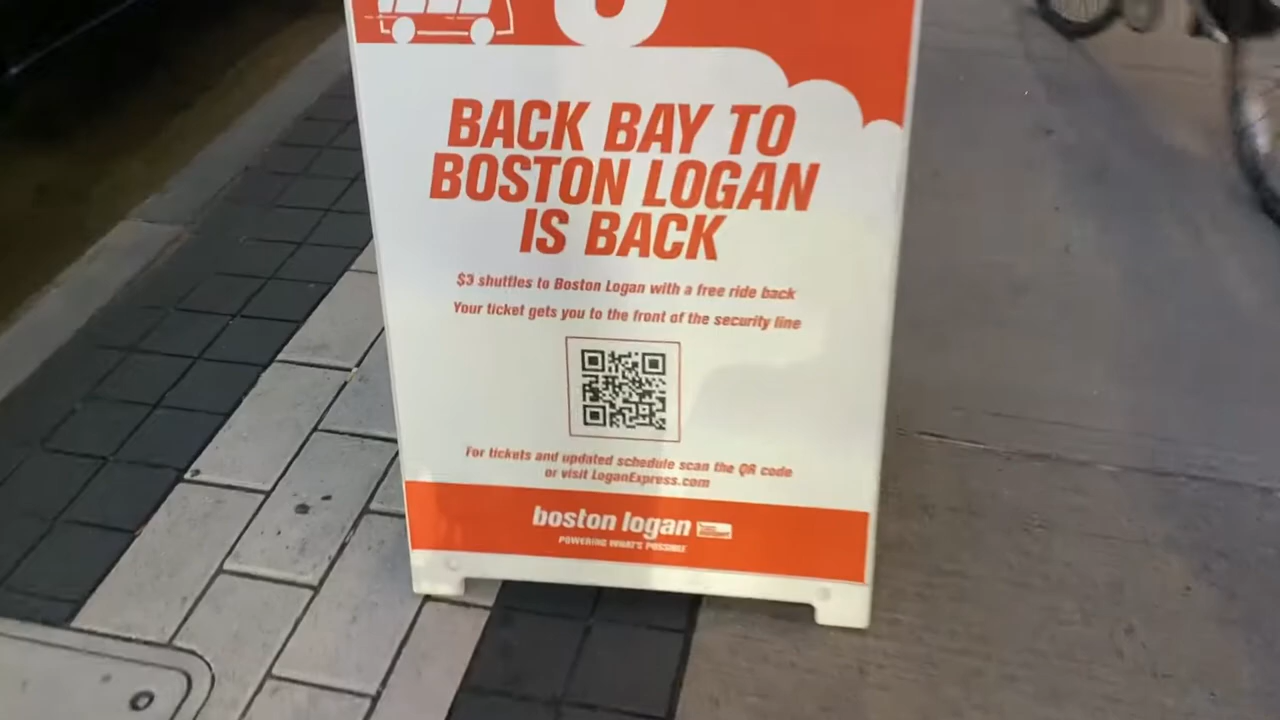 BACK BAY TO
BOSTON LOGAN
IS BACK
$3 shuttles to Boston Logan with a free ride back
Your ticket gets you to the front of the security line
For tickets and updated schedule scan the QR code
or visit LoganExpress.com
boston logan
POWERING WHAT'S POSSIBLE